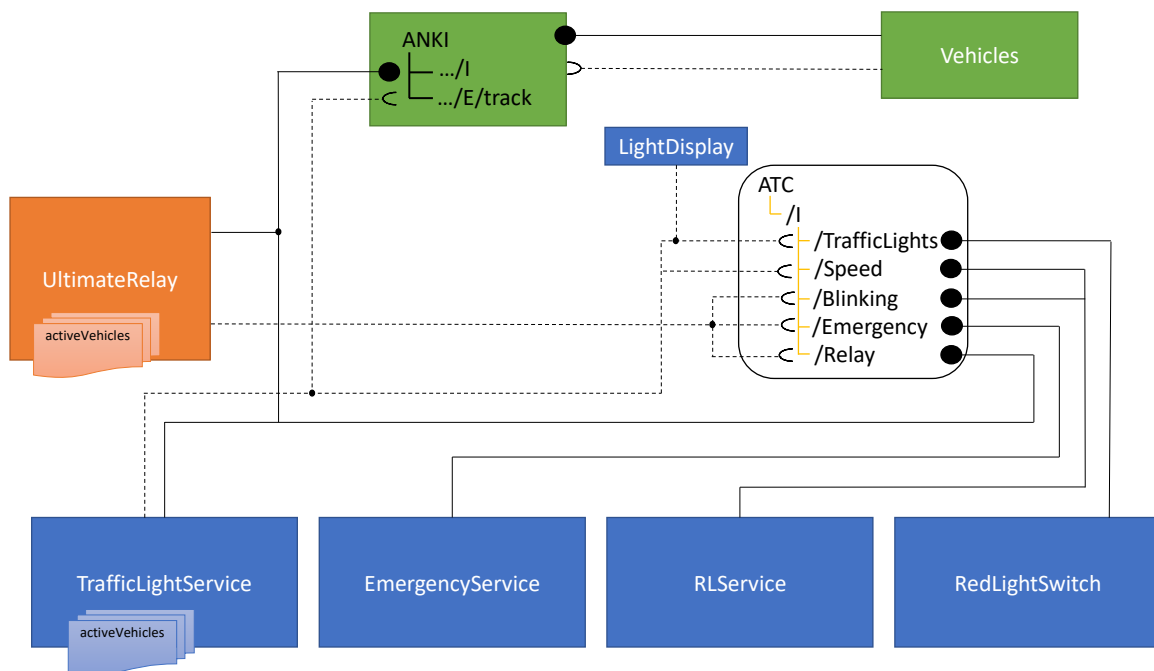 ANKI
.../I
.../E/track
Vehicles
LightDisplay
ATC
/I
/TrafficLights
/Speed
/Blinking
/Emergency
/Relay
UltimateRelay
activeVehicles
TrafficLightService
activeVehicles
EmergencyService
RLService
RedLightSwitch